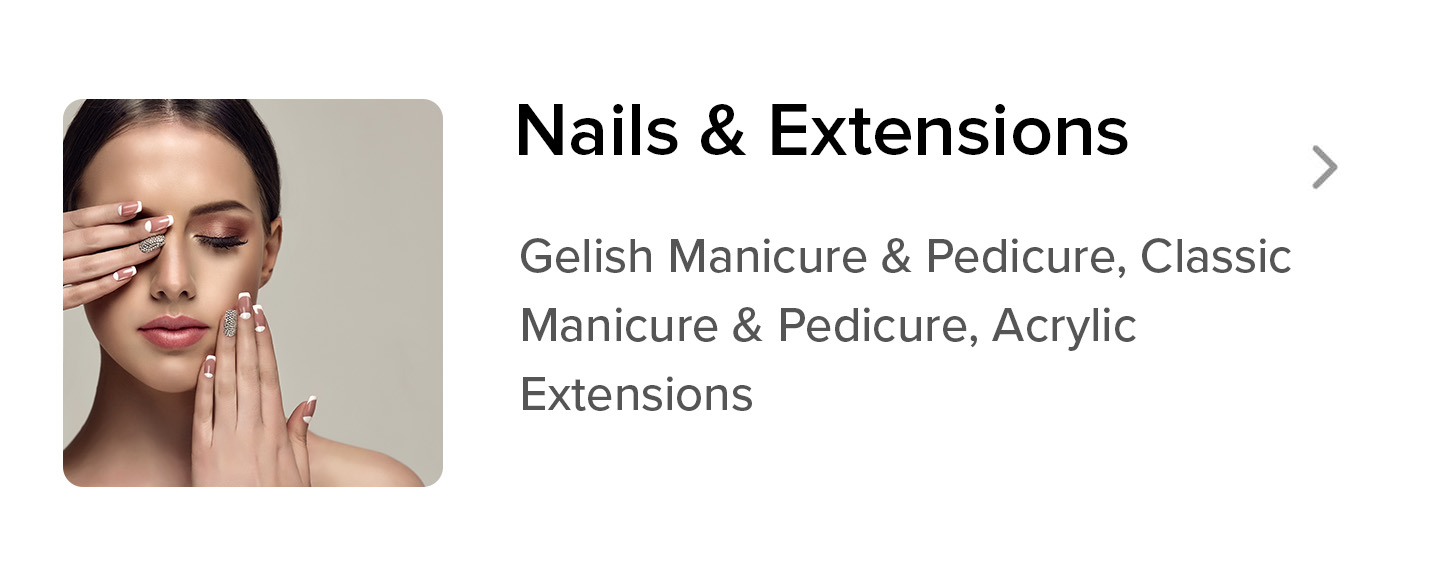 Nails & Extensions
Gelish Manicure & Pedicure, Classic
Manicure & Pedicure, Acrylic
Extensions